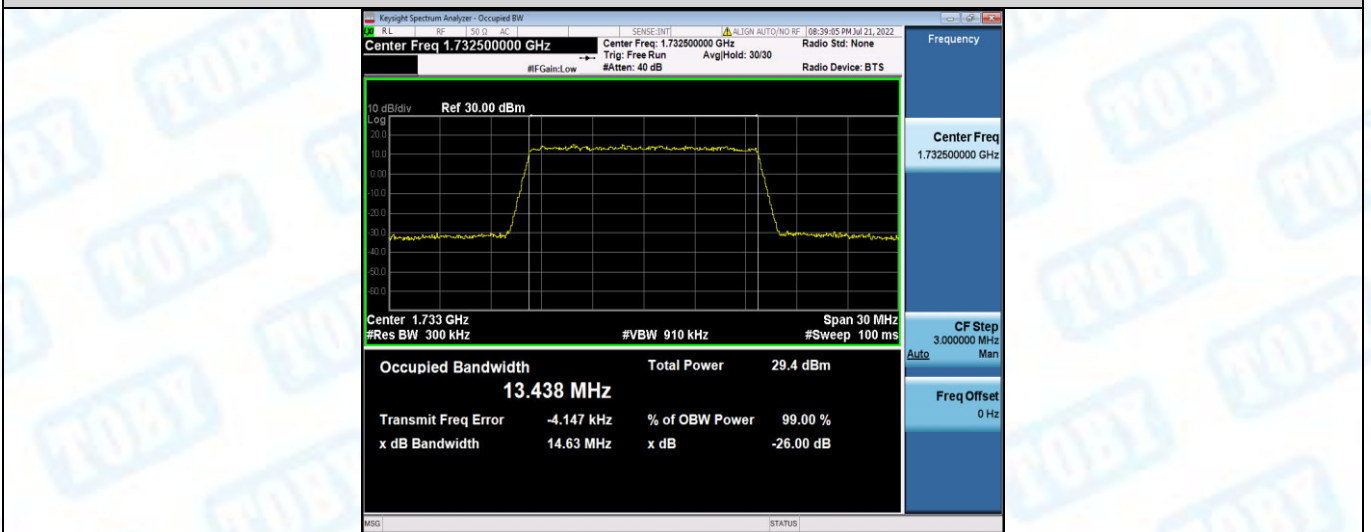 Keysight Spectrum Analyzer - Occupied BW
RL RF 50 Ω AC SENSE:INT ALIGN AUTO/NO RF 08:39:05 PM Jul 21, 2022
Center Freq 1.732500000 GHz
Center Freq: 1.732500000 GHz Radio Std: None
Trig: Free Run Avg|Hold: 30/30
#IFGain:Low #Atten: 40 dB Radio Device: BTS
10 dB/div Ref 30.00 dBm
Log
20.0
10.0
0.00
-10.0
-20.0
-30.0
-40.0
-50.0
-60.0
Center 1.733 GHz Span 30 MHz
#Res BW 300 kHz #VBW 910 kHz #Sweep 100 ms
Occupied Bandwidth Total Power 29.4 dBm
13.438 MHz
Transmit Freq Error -4.147 kHz % of OBW Power 99.00 %
x dB Bandwidth 14.63 MHz x dB -26.00 dB
MSG STATUS
Frequency
Center Freq
1.732500000 GHz
CF Step
3.000000 MHz
Auto Man
Freq Offset
0 Hz
TOBY
TOBY
TOBY
TOBY
TOBY
TOBY
TOBY
TOBY